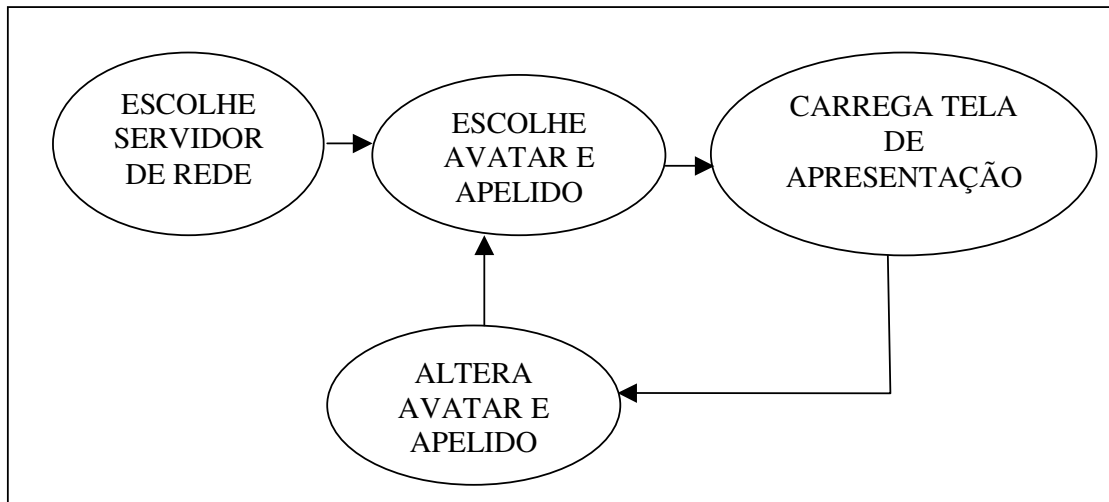 ESCOLHE
SERVIDOR
DE REDE
ESCOLHE
AVATAR E
APELIDO
CARREGA TELA
DE
APRESENTAÇÃO
ALTERA
AVATAR E
APELIDO